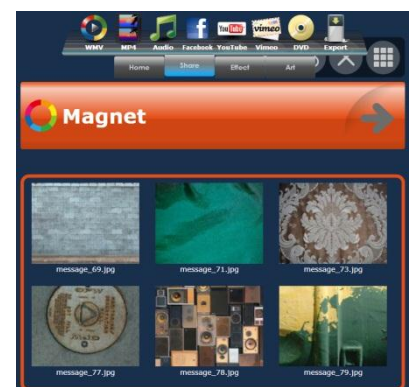 WMV MP4 Audio Facebook YouTube Vimeo DVD Export
Home Share Effect Art
Magnet
message_69.jpg message_71.jpg message_73.jpg
message_77.jpg message_78.jpg message_79.jpg